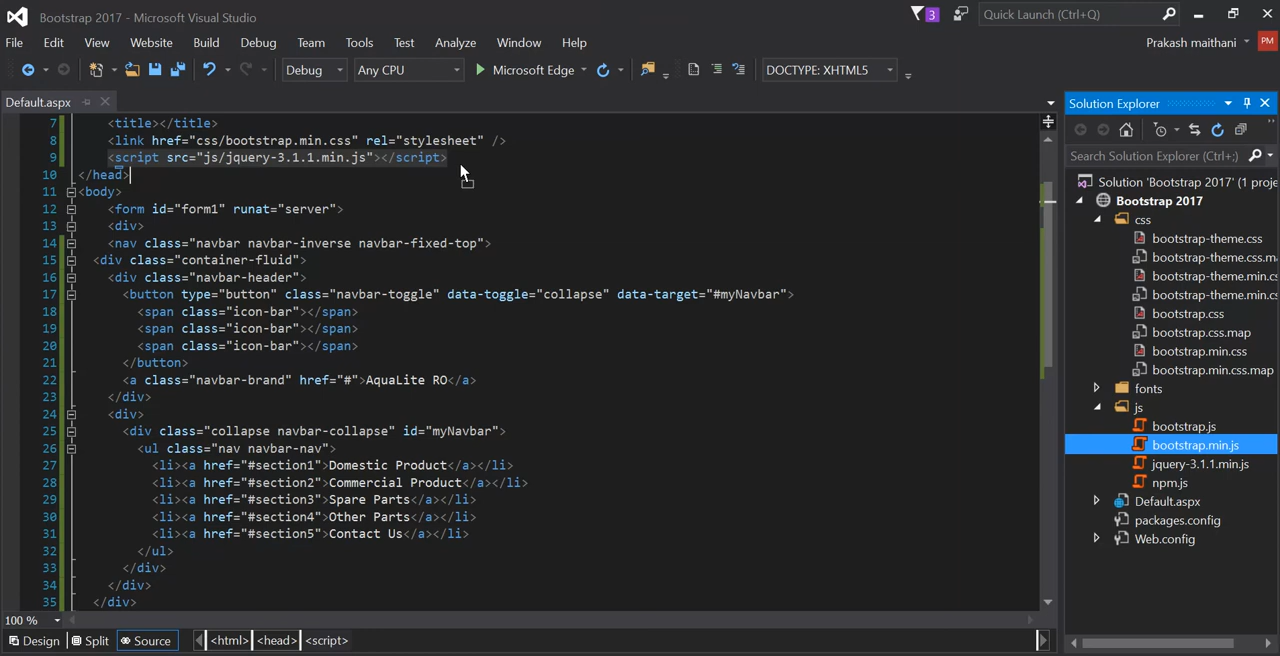 Bootstrap 2017 - Microsoft Visual Studio
3
Quick Launch (Ctrl+Q)
File Edit View Website Build Debug Team Tools Test Analyze Window Help
Prakash maithani PM
Debug Any CPU Microsoft Edge DOCTYPE: XHTML5
Default.aspx
7 <title></title>
8 <link href="css/bootstrap.min.css" rel="stylesheet" />
9 <script src="js/jquery-3.1.1.min.js"></script>
10 </head>
11 <body>
12 <form id="form1" runat="server">
13 <div>
14 <nav class="navbar navbar-inverse navbar-fixed-top">
15 <div class="container-fluid">
16 <div class="navbar-header">
17 <button type="button" class="navbar-toggle" data-toggle="collapse" data-target="#myNavbar">
18 <span class="icon-bar"></span>
19 <span class="icon-bar"></span>
20 <span class="icon-bar"></span>
21 </button>
22 <a class="navbar-brand" href="#">AquaLite RO</a>
23 </div>
24 <div>
25 <div class="collapse navbar-collapse" id="myNavbar">
26 <ul class="nav navbar-nav">
27 <li><a href="#section1">Domestic Product</a></li>
28 <li><a href="#section2">Commercial Product</a></li>
29 <li><a href="#section3">Spare Parts</a></li>
30 <li><a href="#section4">Other Parts</a></li>
31 <li><a href="#section5">Contact Us</a></li>
32 </ul>
33 </div>
34 </div>
35 </div>
100 %
Design Split Source <html> <head> <script>
Solution Explorer
Search Solution Explorer (Ctrl+;)
Solution 'Bootstrap 2017' (1 proje
Bootstrap 2017
css
bootstrap-theme.css
bootstrap-theme.css.m
bootstrap-theme.min.cs
bootstrap-theme.min.cs
bootstrap.css
bootstrap.css.map
bootstrap.min.css
bootstrap.min.css.map
fonts
js
bootstrap.js
bootstrap.min.js
jquery-3.1.1.min.js
npm.js
Default.aspx
packages.config
Web.config